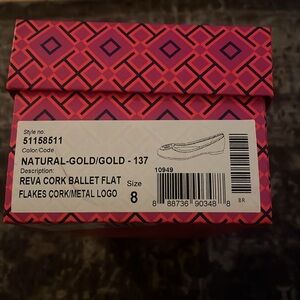 Style no.
51158511
Color/Code
NATURAL-GOLD/GOLD - 137
Description:
REVA CORK BALLET FLAT
FLAKES CORK/METAL LOGO
Size
8
10949
8 88736 90348 8
BR